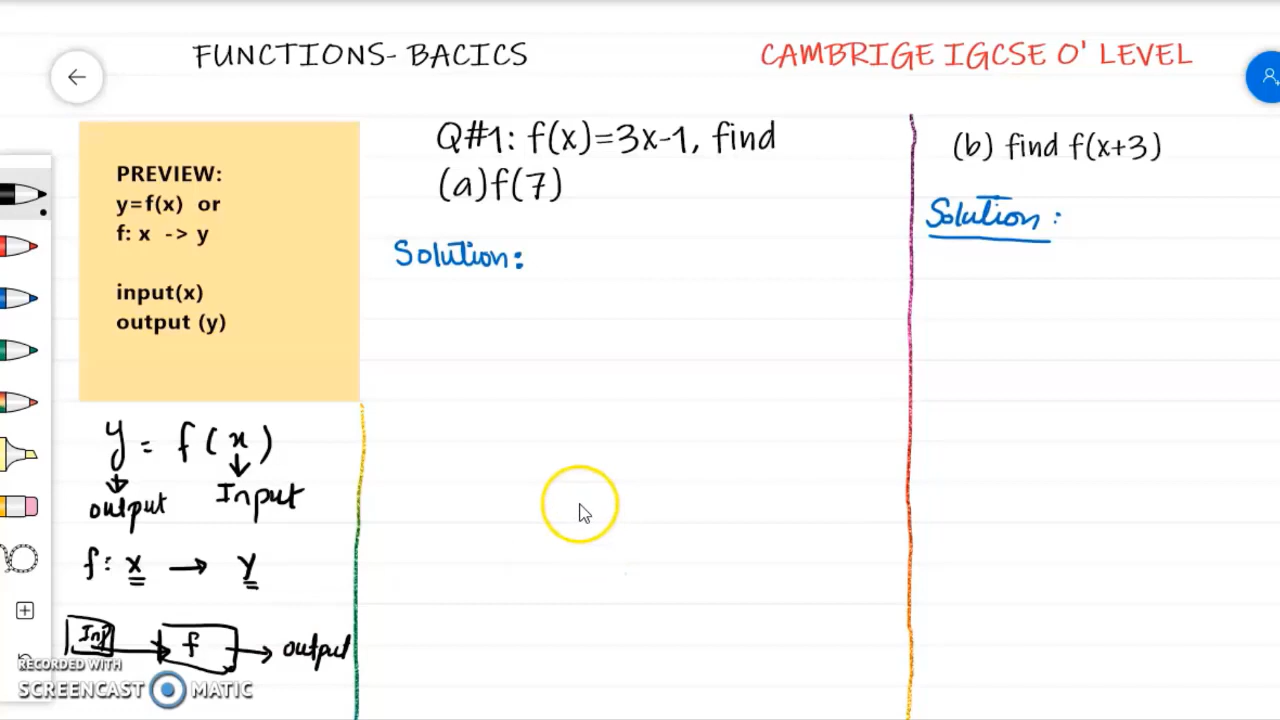 FUNCTIONS- BACICS
CAMBRIGE IGCSE O' LEVEL
PREVIEW:
y=f(x) or
f: x -> y
input(x)
output (y)
y = f(x)
output Input
f: x → y
Inp f output
Q#1: f(x)=3x-1, find
(a)f(7)
Solution:
(b) find f(x+3)
Solution:
RECORDED WITH
SCREENCAST MATIC